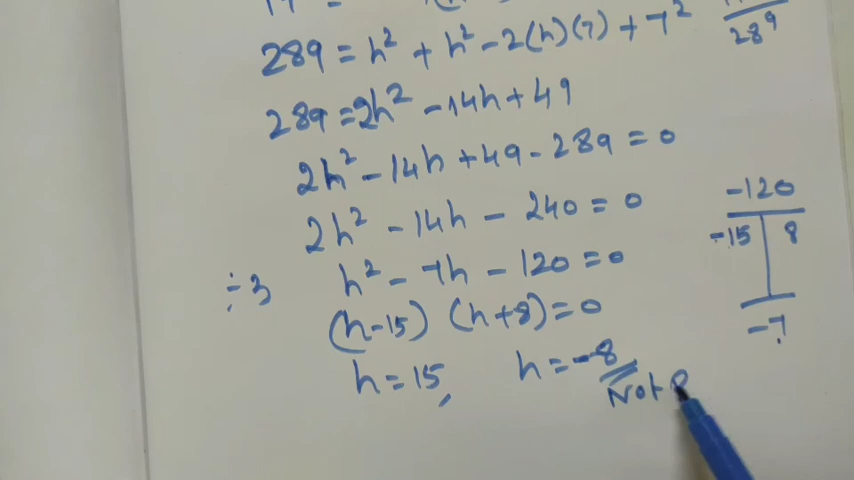 289 = h² + h² - 2(h)(7) + 7²
289
289 = 2h² - 14h + 49
2h² - 14h + 49 - 289 = 0
2h² - 14h - 240 = 0
-120
-15 8
-7
÷3 h² - 7h - 120 = 0
(h-15) (h+8) = 0
h = 15, h = -8
Not